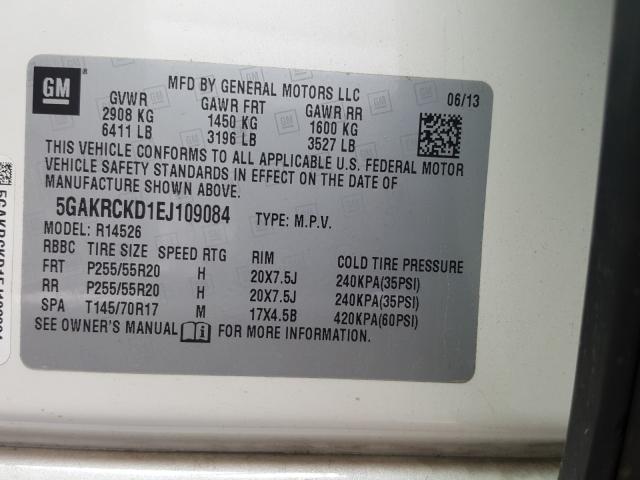 GM ®
MFD BY GENERAL MOTORS LLC 06/13
GVWR GAWR FRT GAWR RR
2908 KG 1450 KG 1600 KG
6411 LB 3196 LB 3527 LB
THIS VEHICLE CONFORMS TO ALL APPLICABLE U.S. FEDERAL MOTOR
VEHICLE SAFETY STANDARDS IN EFFECT ON THE DATE OF
MANUFACTURE SHOWN ABOVE.
5GAKRCKD1EJ109084 TYPE: M.P.V.
MODEL: R14526
RBBC TIRE SIZE SPEED RTG RIM COLD TIRE PRESSURE
FRT P255/55R20 H 20X7.5J 240KPA(35PSI)
RR P255/55R20 H 20X7.5J 240KPA(35PSI)
SPA T145/70R17 M 17X4.5B 420KPA(60PSI)
SEE OWNER'S MANUAL FOR MORE INFORMATION.